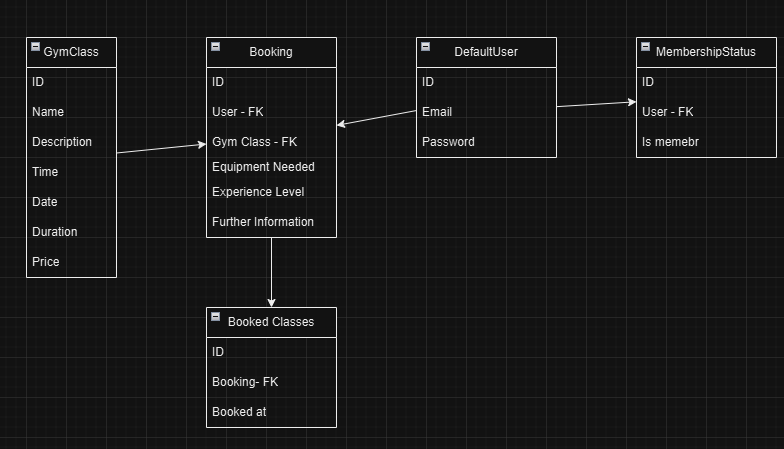 GymClass
ID
Name
Description
Time
Date
Duration
Price
Booking
ID
User - FK
Gym Class - FK
Equipment Needed
Experience Level
Further Information
DefaultUser
ID
Email
Password
MembershipStatus
ID
User - FK
Is memebr
Booked Classes
ID
Booking- FK
Booked at